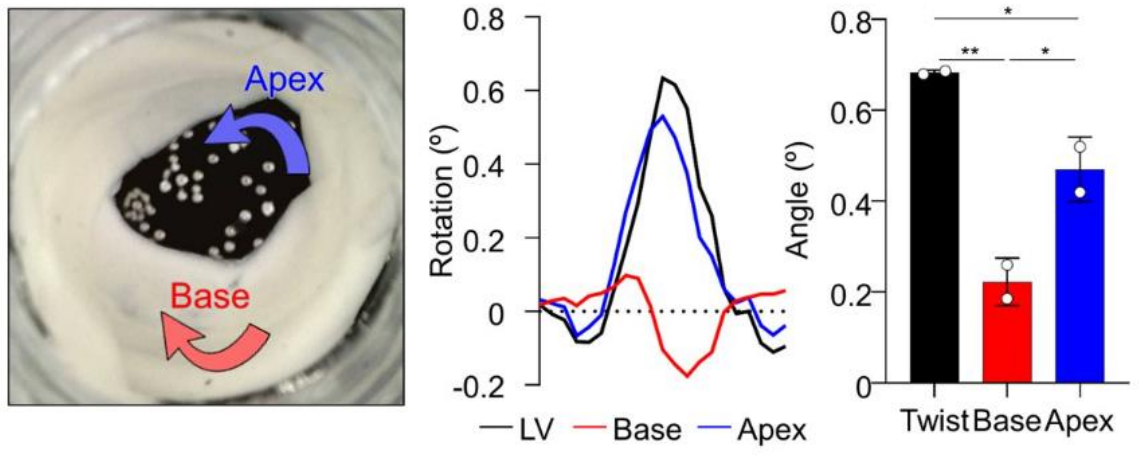 Apex
Base
Rotation (º)
0.8
0.6
0.4
0.2
0
-0.2
LV Base Apex
Angle (º)
0.8
0.6
0.4
0.2
0
*
** *
Twist Base Apex